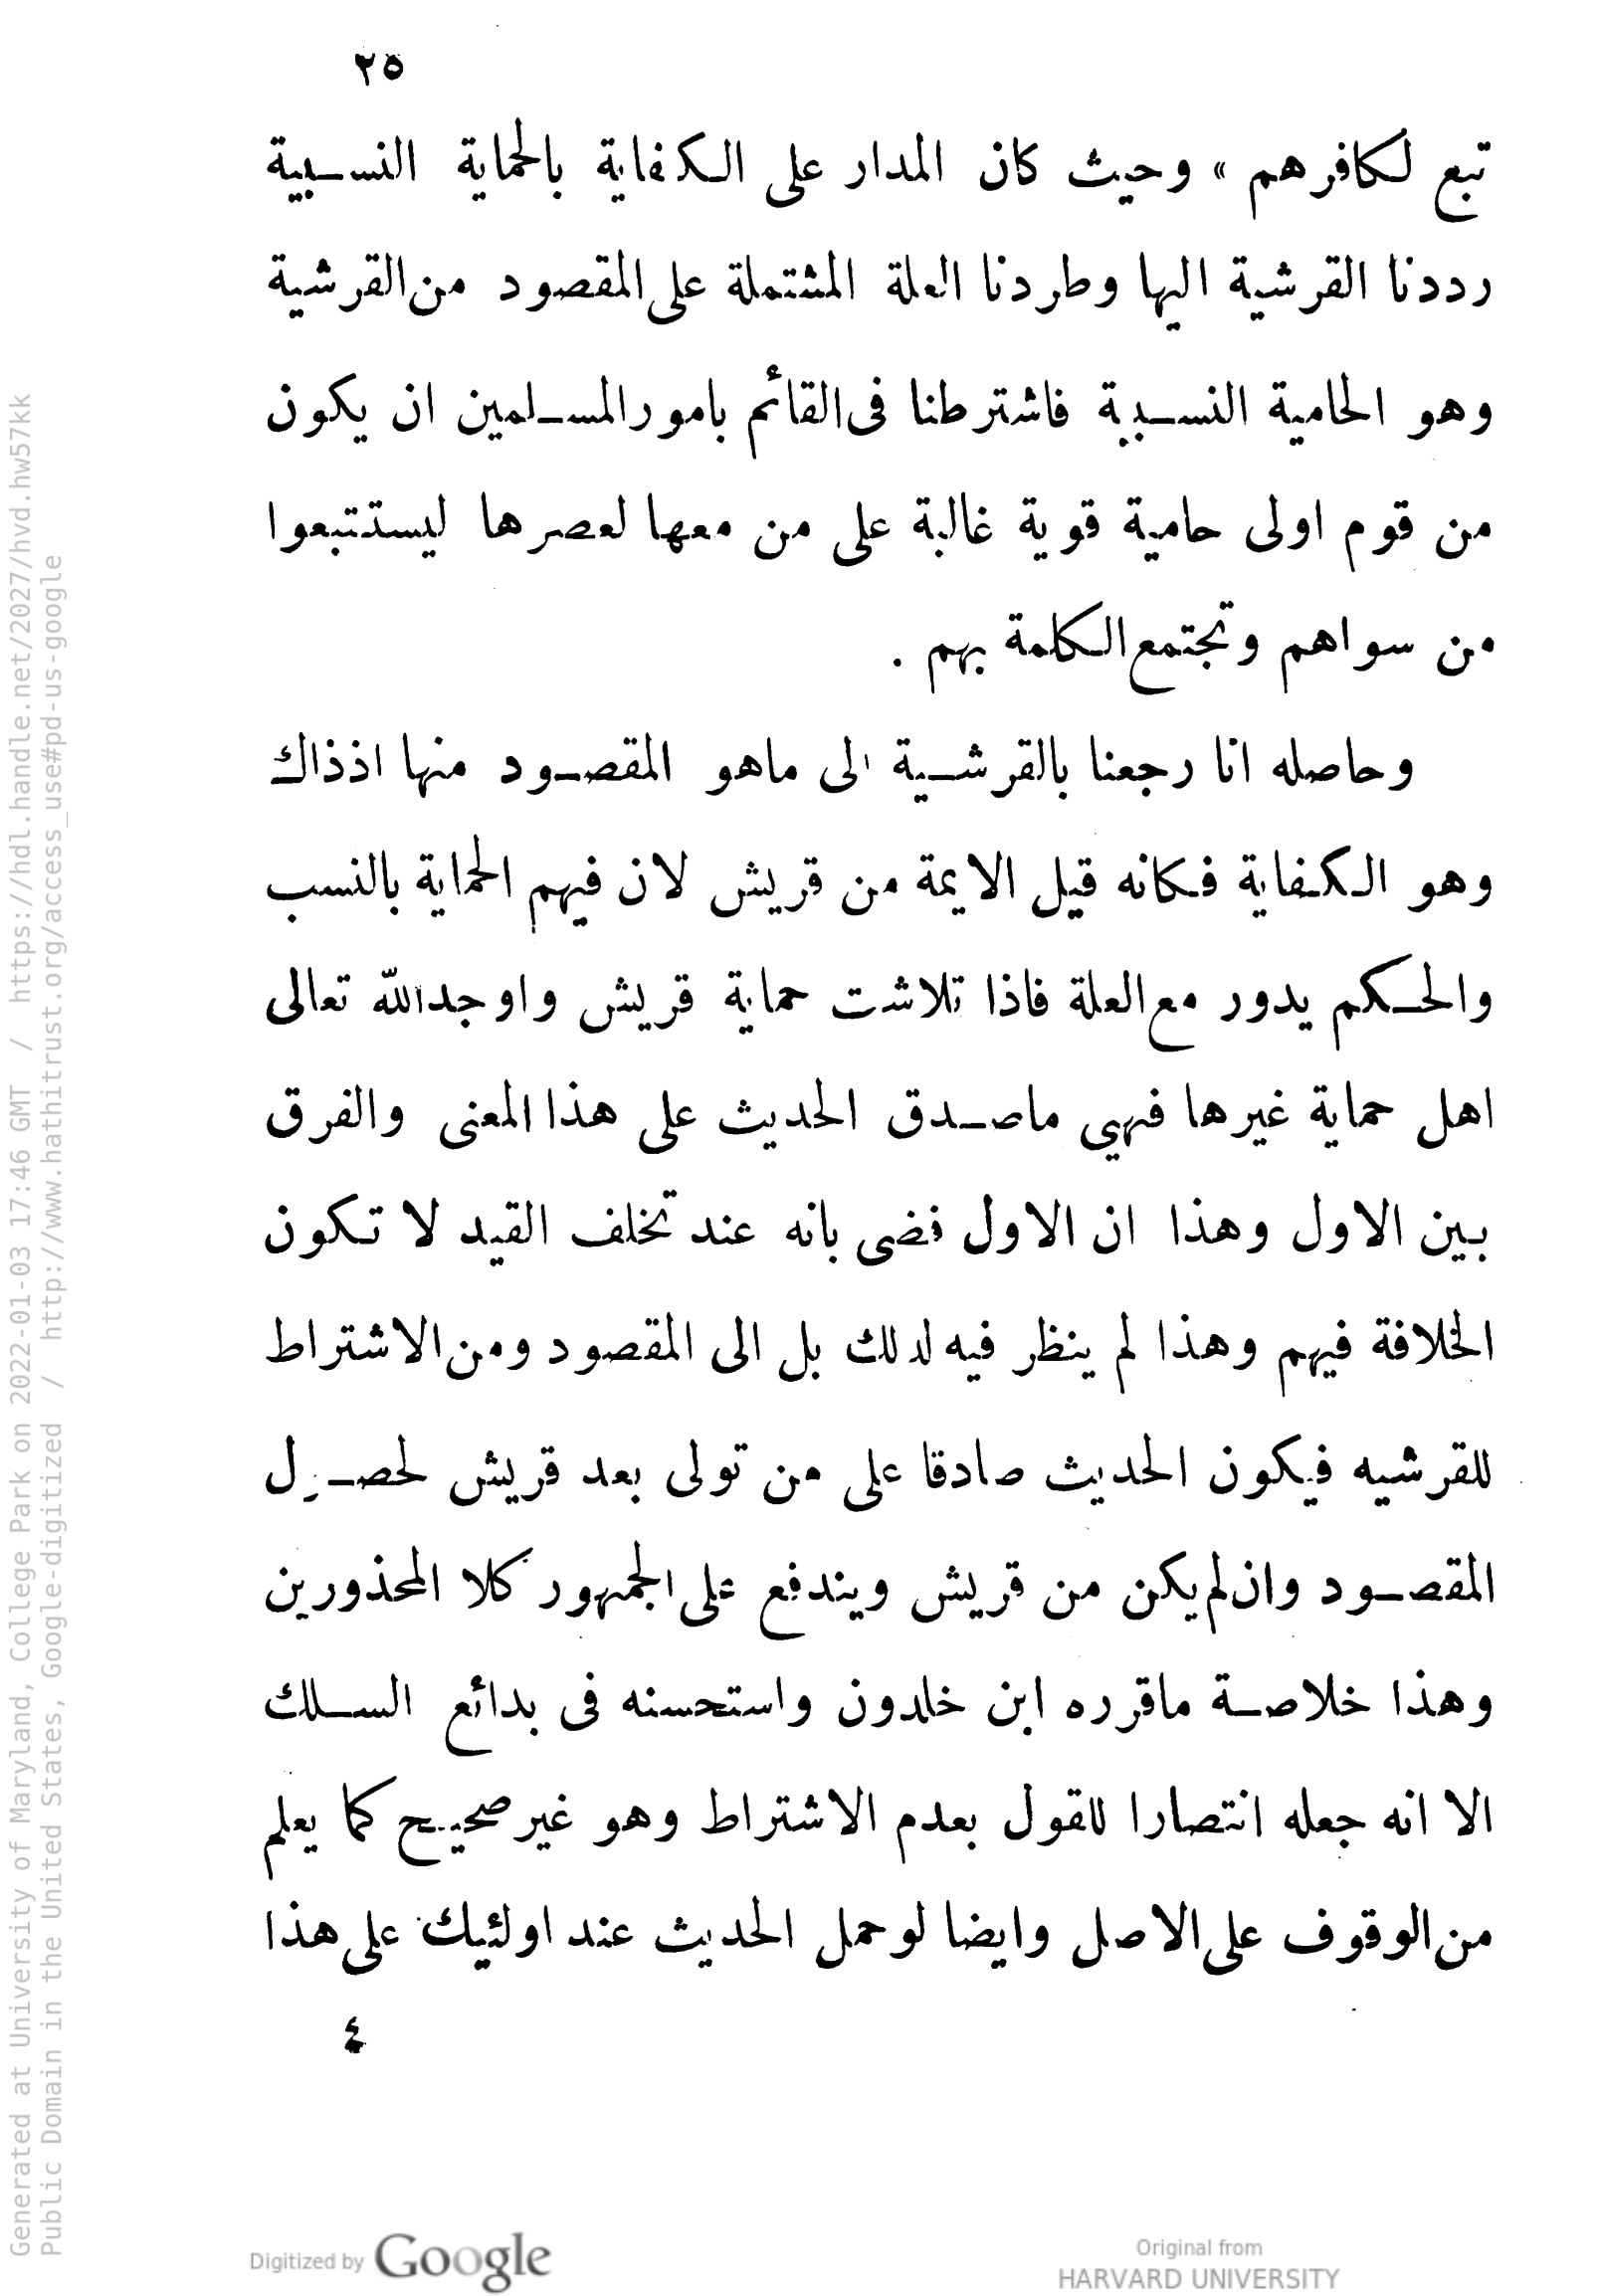 ٢٥
تبع لكافرهم » وحيث كان المدار على الكفاية بالحماية النسبية
رددنا القرشية اليها وطردنا العلة المشتملة على المقصود من القرشية
وهو الحامية النسبية فاشترطنا فى القائم بامور المسلمين ان يكون
من قوم اولى حامية قوية غالبة على من معها لعصرها ليستتبعوا
من سواهم وتجتمع الكلمة بهم .
وحاصله انا رجعنا بالقرشية الى ماهو المقصود منها اذذاك
وهو الكفاية فكانه قيل الايمة من قريش لان فيهم الحماية بالنسب
والحكم يدور مع العلة فاذا تلاشت حماية قريش واوجد الله تعالى
اهل حماية غيرها فهي ماصدق الحديث على هذا المعنى والفرق
بين الاول وهذا ان الاول قضى بانه عند تخلف القيد لا تكون
الخلافة فيهم وهذا لم ينظر فيه لذلك بل الى المقصود ومن الاشتراط
للقرشيه فيكون الحديث صادقا على من تولى بعد قريش لحصول
المقصود وان لم يكن من قريش ويندفع على الجمهور كلا المحذورين
وهذا خلاصة ماقرره ابن خلدون واستحسنه فى بدائع السلك
الا انه جعله انتصارا للقول بعدم الاشتراط وهو غير صحيح كما يعلم
من الوقوف على الاصل وايضا لو حمل الحديث عند اولئيك على هذا
٤
Digitized by Google
Original from
HARVARD UNIVERSITY
Generated at University of Maryland, College Park on 2022-01-03 17:46 GMT / https://hdl.handle.net/2027/hvd.hw57kk
Public Domain in the United States, Google-digitized / http://www.hathitrust.org/access_use#pd-us-google